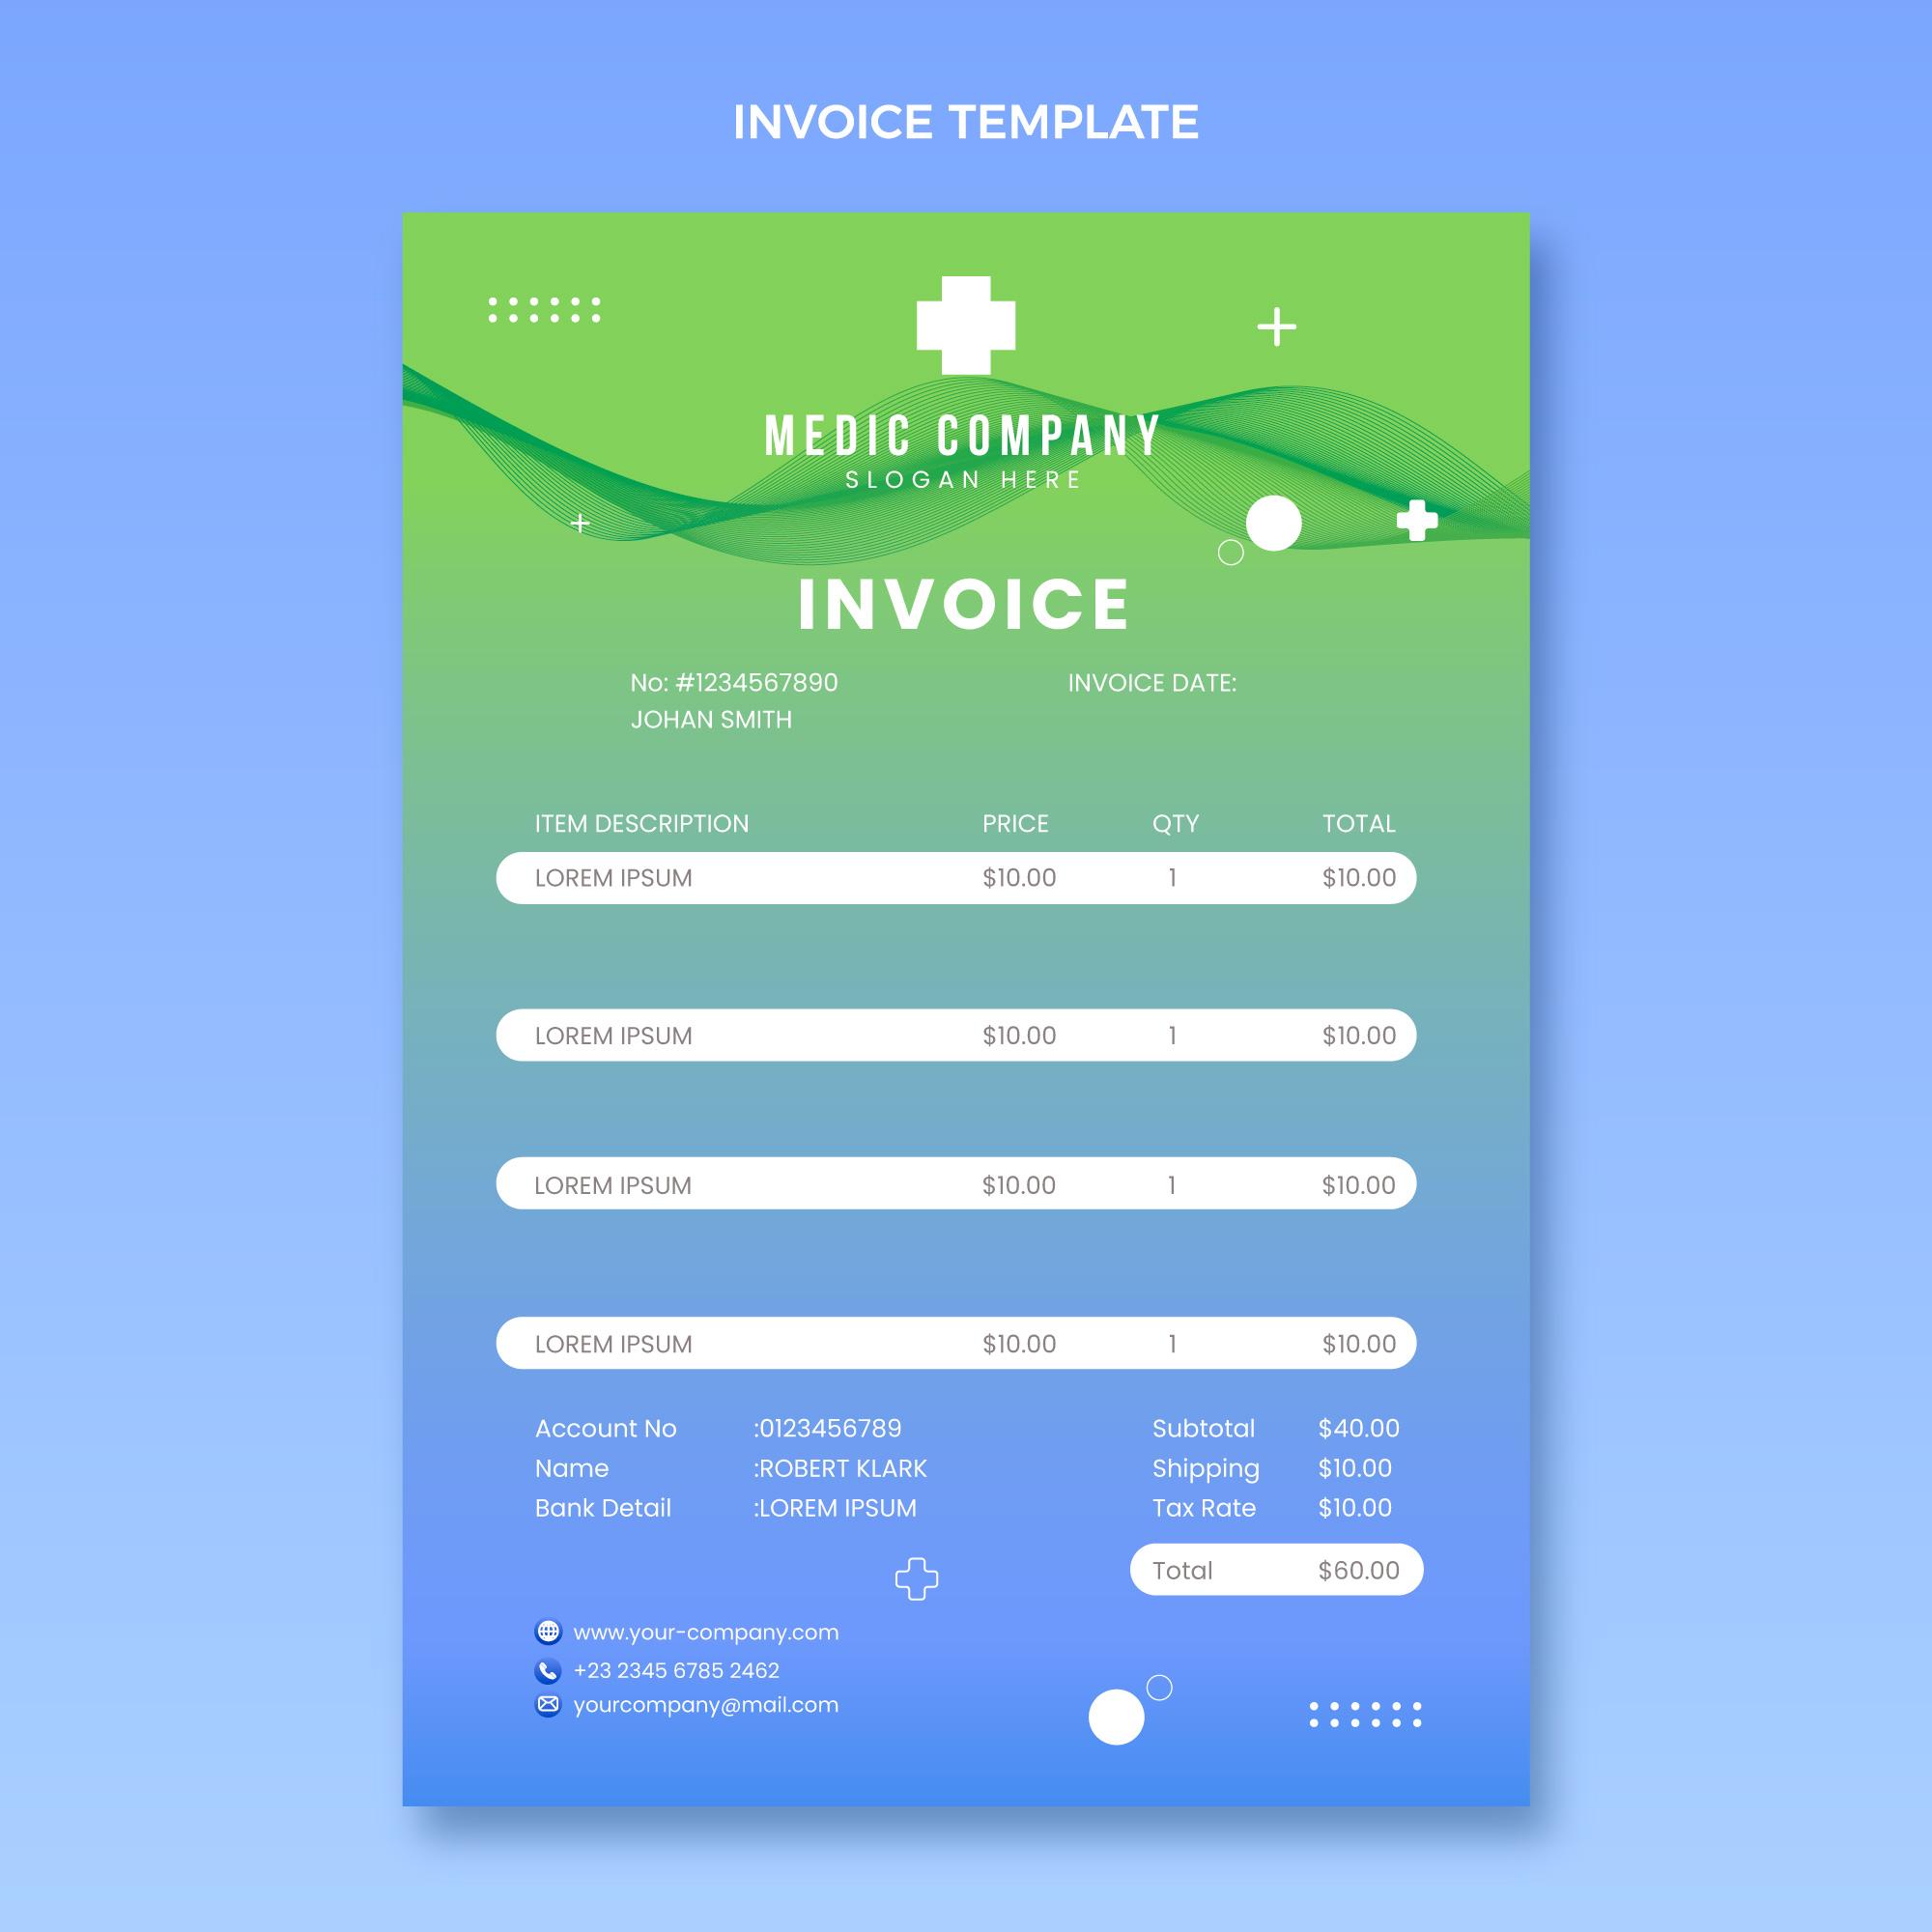 INVOICE TEMPLATE
MEDIC COMPANY
SLOGAN HERE
INVOICE
No: #1234567890 INVOICE DATE:
JOHAN SMITH
ITEM DESCRIPTION PRICE QTY TOTAL
LOREM IPSUM $10.00 1 $10.00
LOREM IPSUM $10.00 1 $10.00
LOREM IPSUM $10.00 1 $10.00
LOREM IPSUM $10.00 1 $10.00
Account No :0123456789 Subtotal $40.00
Name :ROBERT KLARK Shipping $10.00
Bank Detail :LOREM IPSUM Tax Rate $10.00
Total $60.00
www.your-company.com
+23 2345 6785 2462
yourcompany@mail.com